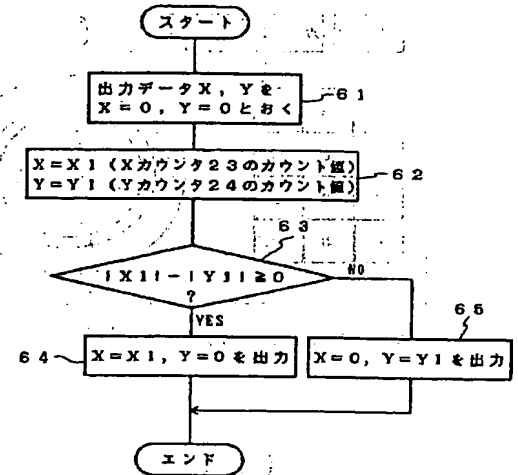 スタート
出力データX, Yを
X=0, Y=0とおく
61
X=X1 (Xカウンタ23のカウント値)
Y=Y1 (Yカウンタ24のカウント値)
62
63
|X1|-|Y1|≧0
?
NO
YES
64
X=X1, Y=0を出力
65
X=0, Y=Y1を出力
エンド